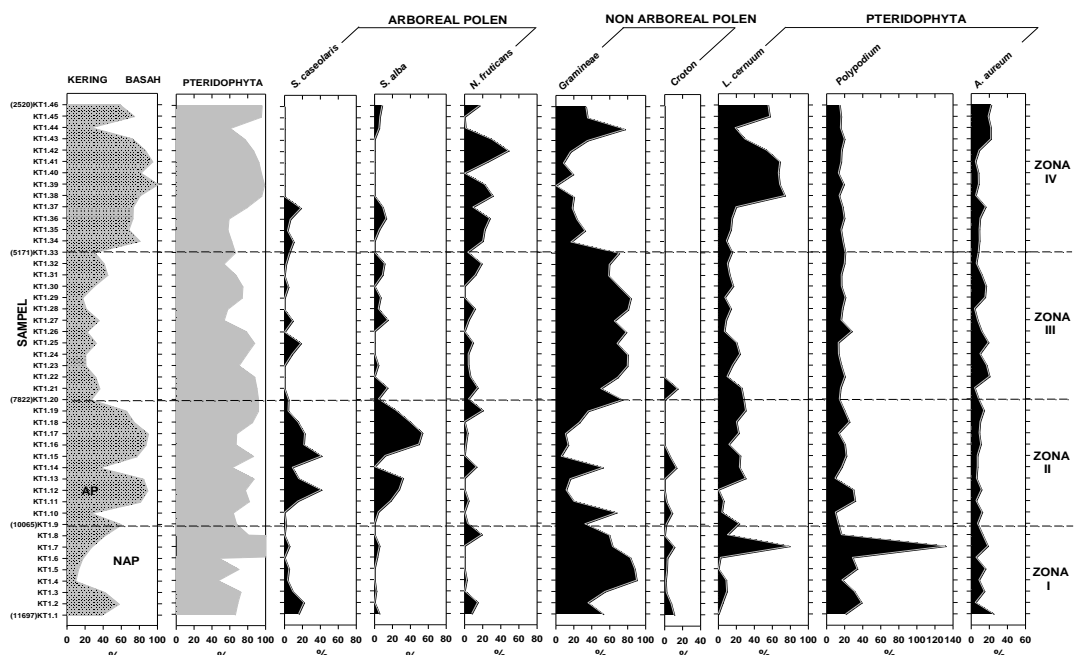 ARBOREAL POLEN
NON ARBOREAL POLEN
PTERIDOPHYTA
KERING BASAH
PTERIDOPHYTA
S. caseolaris
S. alba
N. fruticans
Gramineae
Croton
L. cernuum
Polypodium
A. aureum
SAMPEL
(2520)KT1.46
KT1.45
KT1.44
KT1.43
KT1.42
KT1.41
KT1.40
KT1.39
KT1.38
KT1.37
KT1.36
KT1.35
KT1.34
(5171)KT1.33
KT1.32
KT1.31
KT1.30
KT1.29
KT1.28
KT1.27
KT1.26
KT1.25
KT1.24
KT1.23
KT1.22
KT1.21
(7822)KT1.20
KT1.19
KT1.18
KT1.17
KT1.16
KT1.15
KT1.14
KT1.13
KT1.12
KT1.11
KT1.10
(10065)KT1.9
KT1.8
KT1.7
KT1.6
KT1.5
KT1.4
KT1.3
KT1.2
(11697)KT1.1
AP
NAP
ZONA
IV
ZONA
III
ZONA
II
ZONA
I
0 20 40 60 80 100
0 20 40 60 80 100
0 20 40 60 80
0 20 40 60 80
0 20 40 60 80
0 20 40 60 80 100
0 20 40
0 20 40 60 80 100
0 20 40 60 80 100 120 140
0 20 40 60
% % % % % % % % % %